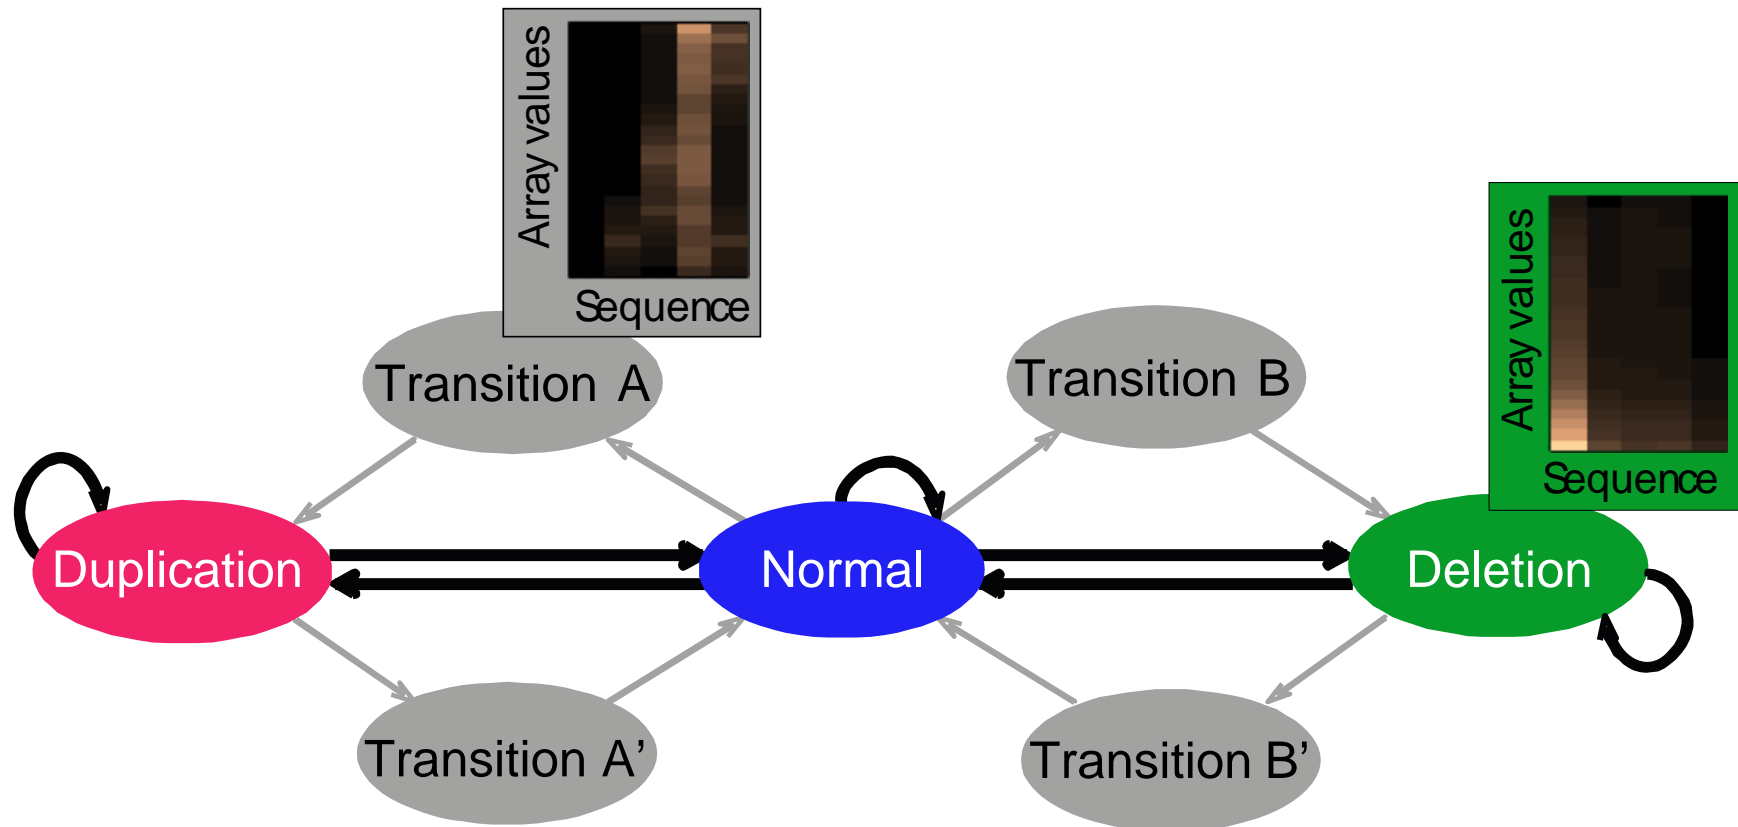 Array values
Sequence
Array values
Sequence
Transition A
Transition B
Duplication
Normal
Deletion
Transition A’
Transition B’